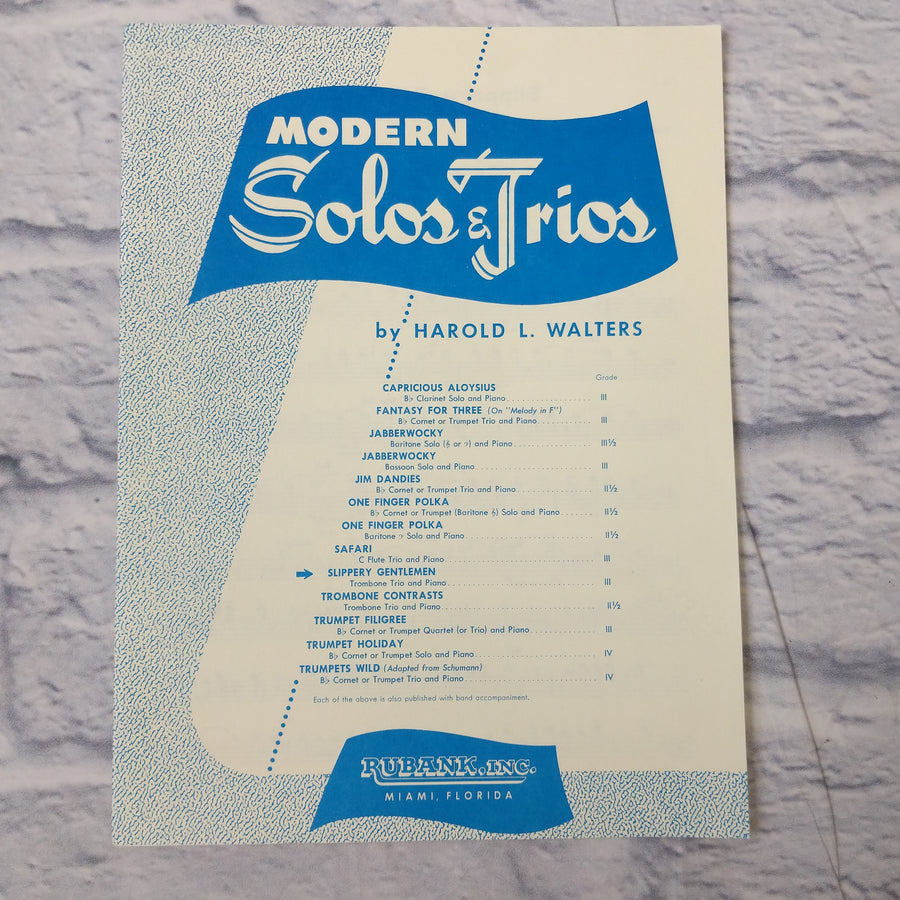 MODERN
Solos & Trios
by HAROLD L. WALTERS
Grade
CAPRICIOUS ALOYSIUS
B♭ Clarinet Solo and Piano . . . . . . . . . . . . . . . . . . . . III
FANTASY FOR THREE (On "Melody in F")
B♭ Cornet or Trumpet Trio and Piano . . . . . . . . . . . . III
JABBERWOCKY
Baritone Solo (𝄞 or 𝄢) and Piano . . . . . . . . . . . . . . . . . . III½
JABBERWOCKY
Bassoon Solo and Piano . . . . . . . . . . . . . . . . . . . . . . . . . . III
JIM DANDIES
B♭ Cornet or Trumpet Trio and Piano . . . . . . . . . . . . . . . . . II½
ONE FINGER POLKA
B♭ Cornet or Trumpet (Baritone 𝄞) Solo and Piano . . . . . . . II½
ONE FINGER POLKA
Baritone 𝄢 Solo and Piano . . . . . . . . . . . . . . . . . . . . . . . . . . . . II½
SAFARI
C Flute Trio and Piano . . . . . . . . . . . . . . . . . . . . . . . . . . . . . . . . III
SLIPPERY GENTLEMEN
Trombone Trio and Piano . . . . . . . . . . . . . . . . . . . . . . . . . . . . . . . . III
TROMBONE CONTRASTS
Trombone Trio and Piano . . . . . . . . . . . . . . . . . . . . . . . . . . . . . . . . . II½
TRUMPET FILIGREE
B♭ Cornet or Trumpet Quartet (or Trio) and Piano . . . . . . . . . . . . . . III
TRUMPET HOLIDAY
B♭ Cornet or Trumpet Solo and Piano . . . . . . . . . . . . . . . . . . . . . . . . . . IV
TRUMPETS WILD (Adapted from Schumann)
B♭ Cornet or Trumpet Trio and Piano . . . . . . . . . . . . . . . . . . . . . . . . . . . . IV
Each of the above is also published with band accompaniment.
RUBANK, INC.
MIAMI, FLORIDA